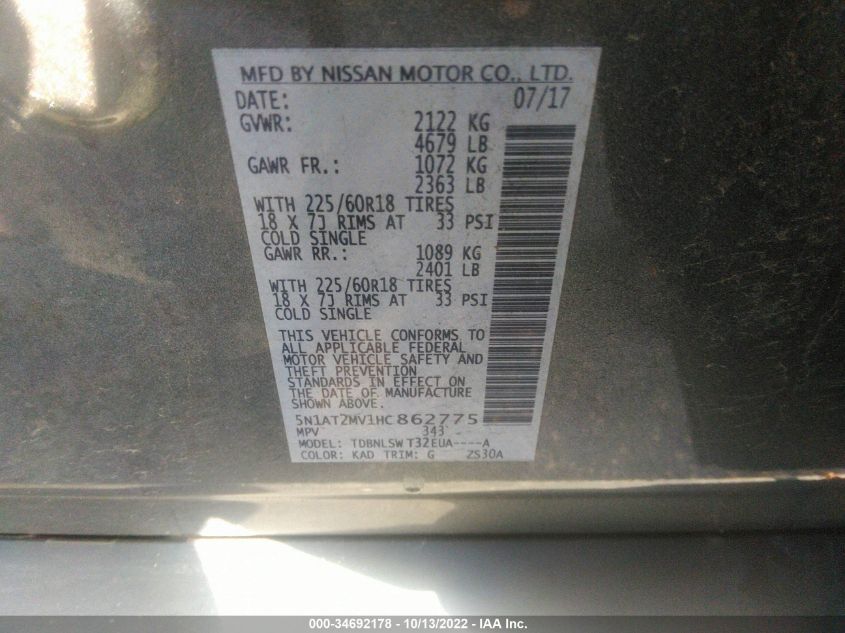 MFD BY NISSAN MOTOR CO., LTD.
DATE: 07/17
GVWR: 2122 KG
4679 LB
GAWR FR.: 1072 KG
2363 LB
WITH 225/60R18 TIRES
18 X 7J RIMS AT 33 PSI
COLD SINGLE
GAWR RR.: 1089 KG
2401 LB
WITH 225/60R18 TIRES
18 X 7J RIMS AT 33 PSI
COLD SINGLE
THIS VEHICLE CONFORMS TO
ALL APPLICABLE FEDERAL
MOTOR VEHICLE SAFETY AND
THEFT PREVENTION
STANDARDS IN EFFECT ON
THE DATE OF MANUFACTURE
SHOWN ABOVE.
5N1AT2MV1HC862775
MPV 343
MODEL: TDBNLSW T32EUA----A
COLOR: KAD TRIM: G ZS30A
000-34692178 - 10/13/2022 - IAA Inc.